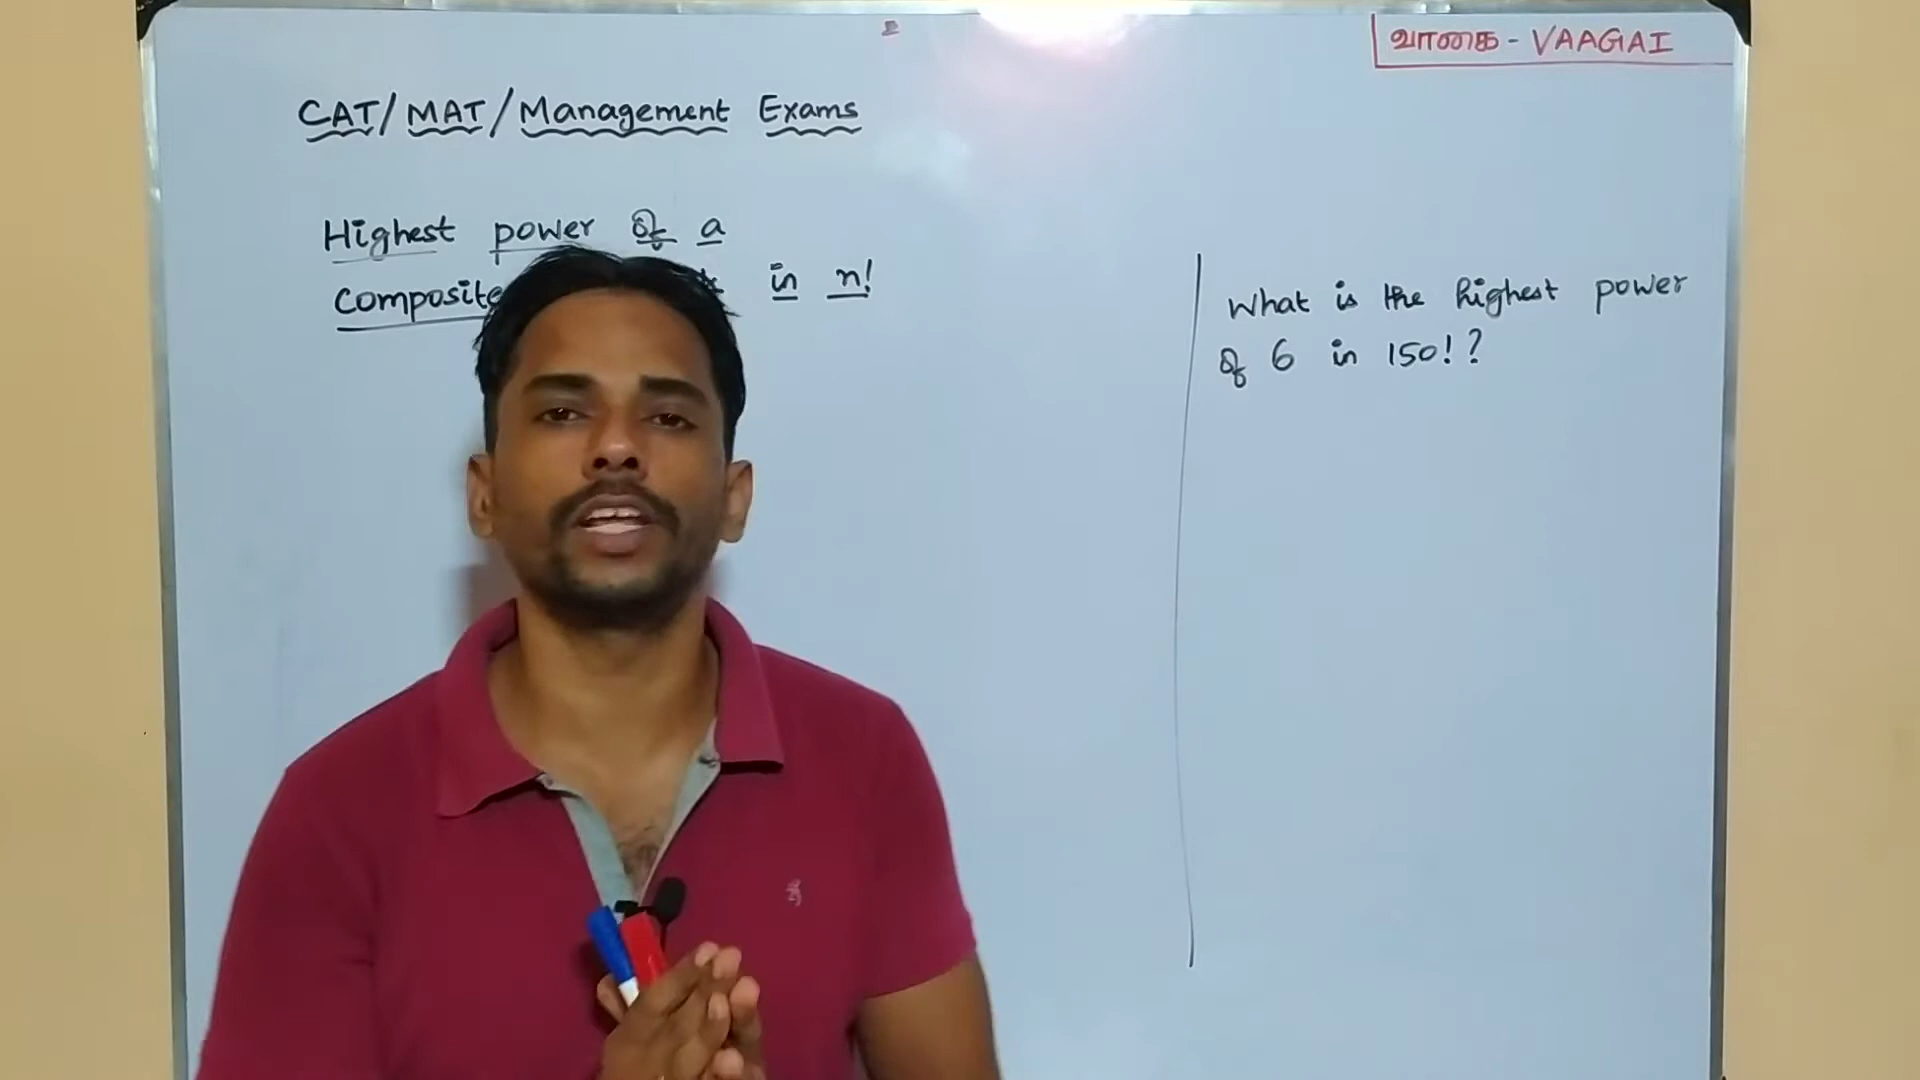 வாகை - VAAGAI
CAT/MAT/Management Exams
Highest power of a
Composite in n!
What is the highest power
of 6 in 150!?